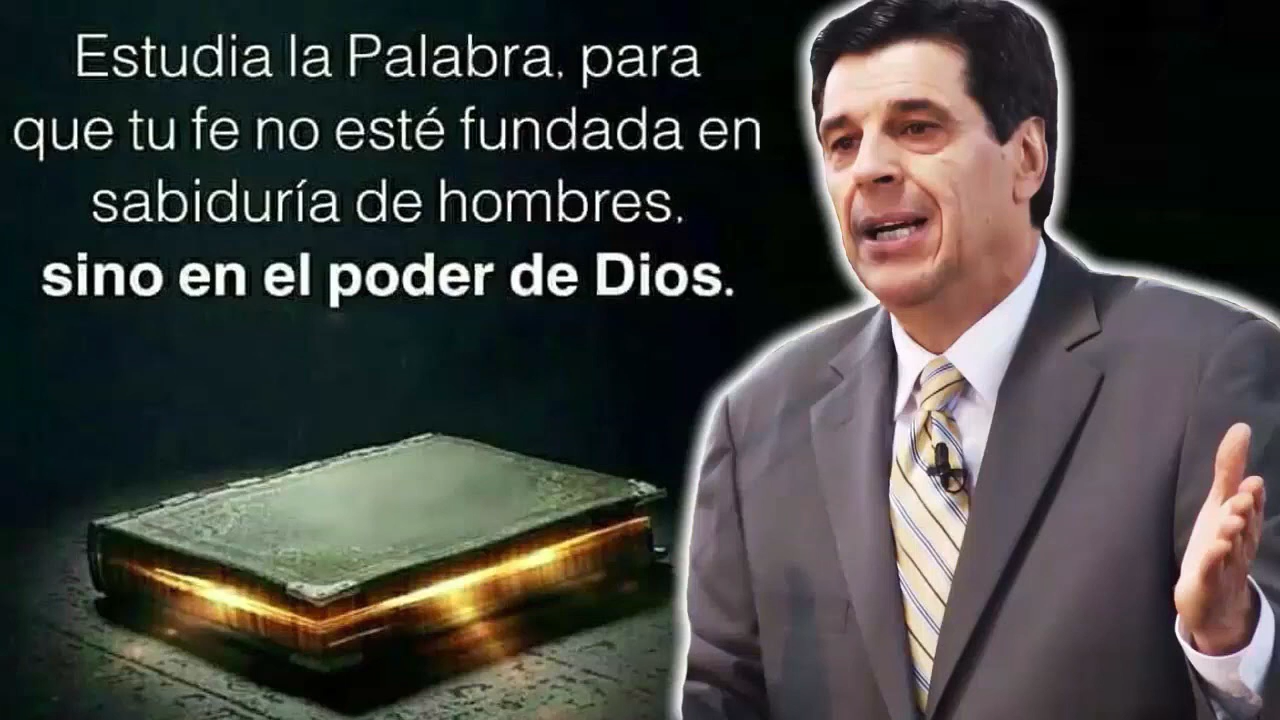 Estudia la Palabra, para
que tu fe no esté fundada en
sabiduría de hombres,
sino en el poder de Dios.